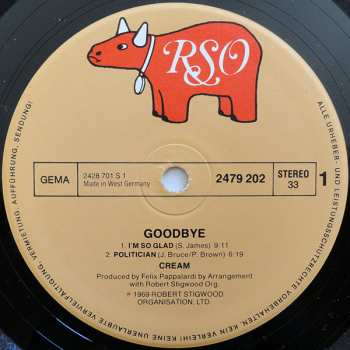 RSO
GEMA
2428 701 S 1
Made in West Germany
2479 202
STEREO
33
1
GOODBYE
1. I'M SO GLAD (S. James) 9:11
2. POLITICIAN (J. Bruce/P. Brown) 6:19
CREAM
Produced by Felix Pappalardi by Arrangement
with Robert Stigwood Org.
℗ 1969 ROBERT STIGWOOD
ORGANISATION, LTD.
ALLE URHEBER- UND LEISTUNGSSCHUTZRECHTE VORBEHALTEN. KEIN VERLEIH! KEINE UNERLAUBTE VERVIELFÄLTIGUNG, VERMIETUNG, AUFFÜHRUNG, SENDUNG!